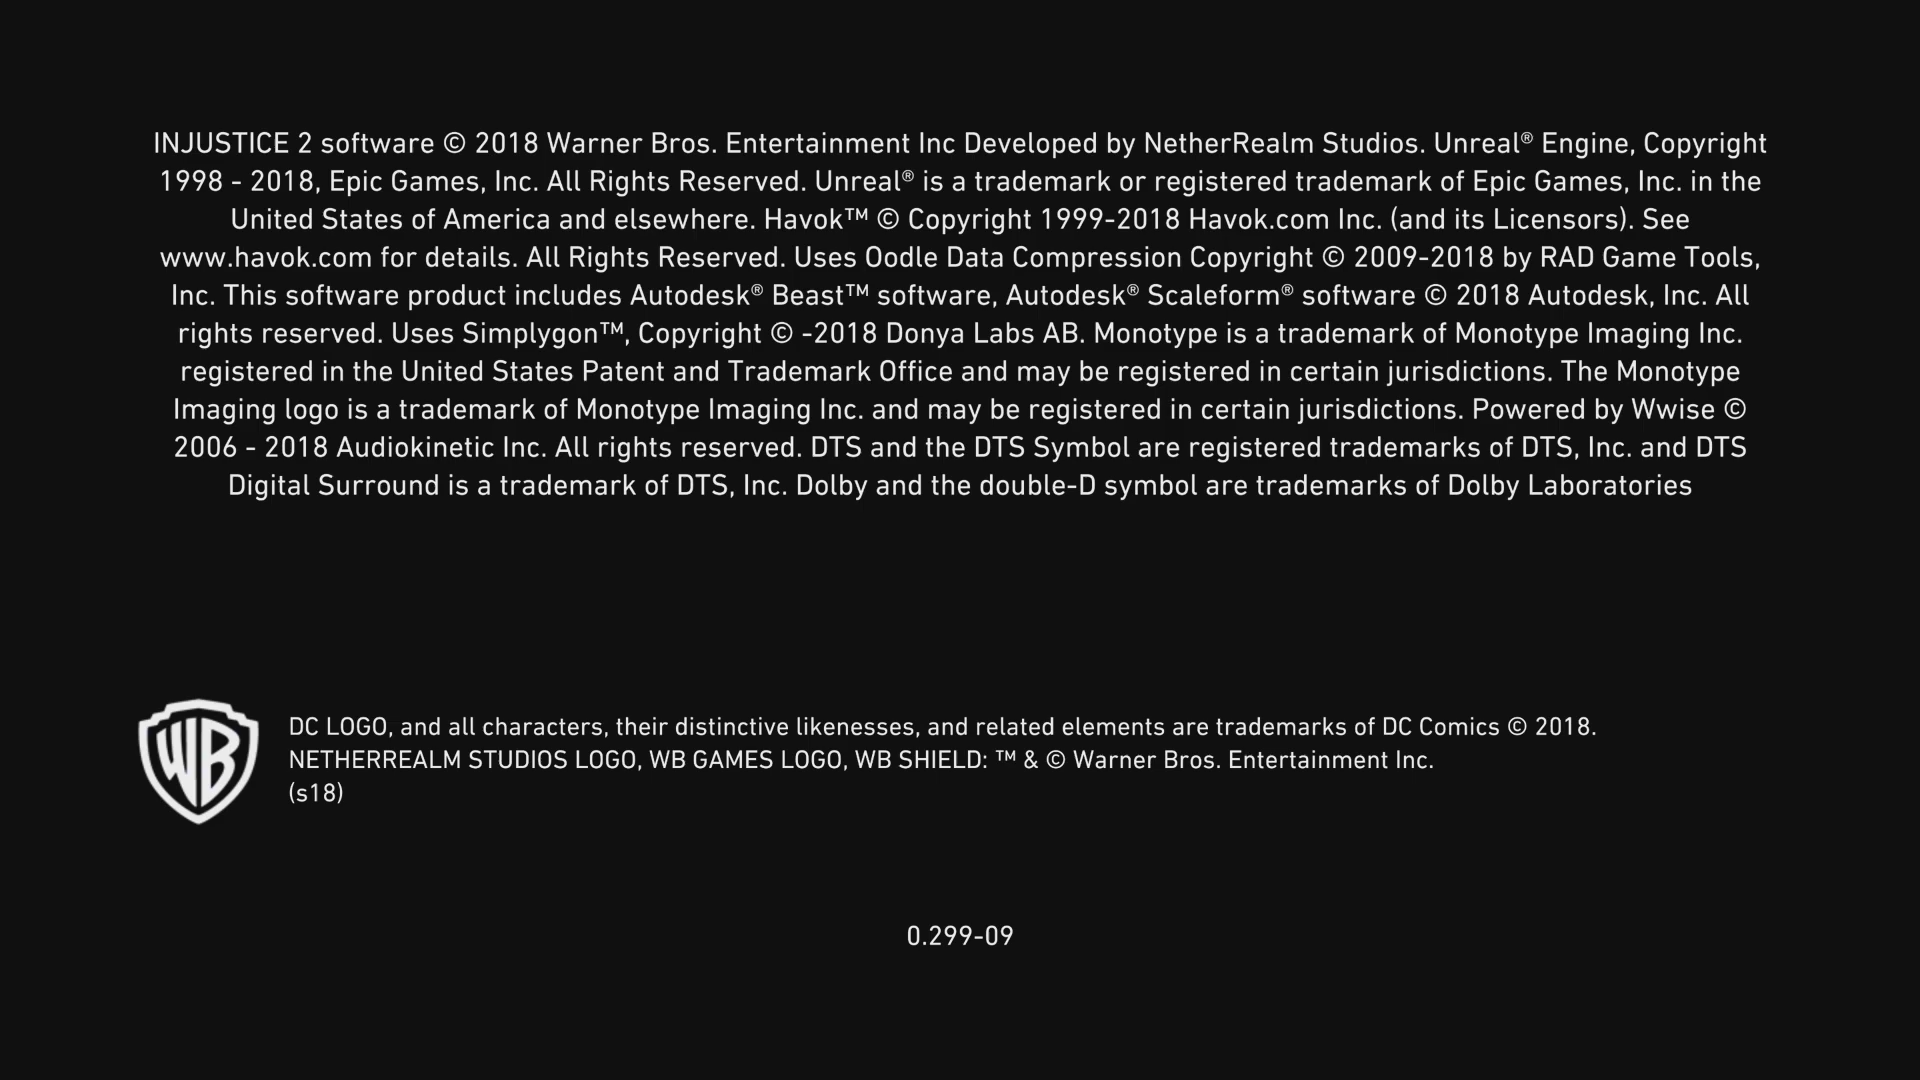 INJUSTICE 2 software © 2018 Warner Bros. Entertainment Inc Developed by NetherRealm Studios. Unreal® Engine, Copyright
1998 - 2018, Epic Games, Inc. All Rights Reserved. Unreal® is a trademark or registered trademark of Epic Games, Inc. in the
United States of America and elsewhere. Havok™ © Copyright 1999-2018 Havok.com Inc. (and its Licensors). See
www.havok.com for details. All Rights Reserved. Uses Oodle Data Compression Copyright © 2009-2018 by RAD Game Tools,
Inc. This software product includes Autodesk® Beast™ software, Autodesk® Scaleform® software © 2018 Autodesk, Inc. All
rights reserved. Uses Simplygon™, Copyright © -2018 Donya Labs AB. Monotype is a trademark of Monotype Imaging Inc.
registered in the United States Patent and Trademark Office and may be registered in certain jurisdictions. The Monotype
Imaging logo is a trademark of Monotype Imaging Inc. and may be registered in certain jurisdictions. Powered by Wwise ©
2006 - 2018 Audiokinetic Inc. All rights reserved. DTS and the DTS Symbol are registered trademarks of DTS, Inc. and DTS
Digital Surround is a trademark of DTS, Inc. Dolby and the double-D symbol are trademarks of Dolby Laboratories
WB
DC LOGO, and all characters, their distinctive likenesses, and related elements are trademarks of DC Comics © 2018.
NETHERREALM STUDIOS LOGO, WB GAMES LOGO, WB SHIELD: ™ & © Warner Bros. Entertainment Inc.
(s18)
0.299-09